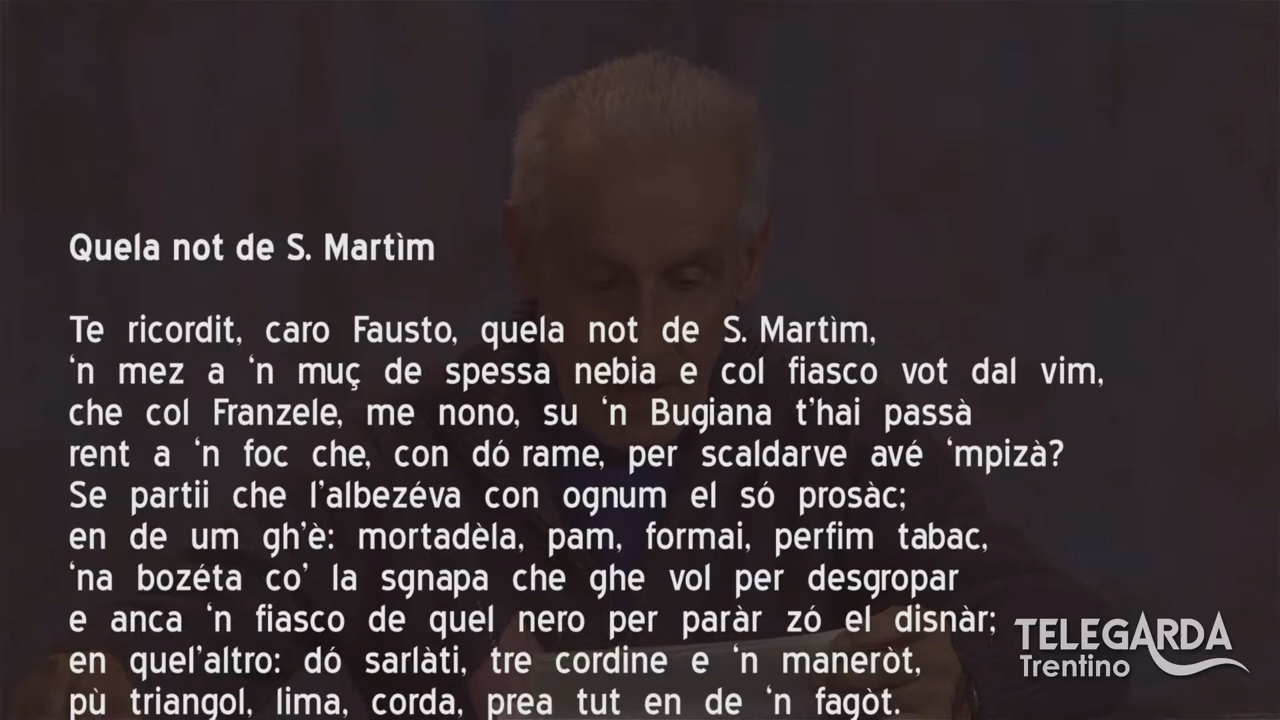 Quela not de S. Martìm
Te ricordit, caro Fausto, quela not de S. Martìm,
‘n mez a ‘n muç de spessa nebia e col fiasco vot dal vim,
che col Franzele, me nono, su ‘n Bugiana t’hai passà
rent a ‘n foc che, con dó rame, per scaldarve avé ‘mpizà?
Se partii che l’albezéva con ognum el só prosàc;
en de um gh’è: mortadèla, pam, formai, perfim tabac,
‘na bozéta co’ la sgnapa che ghe vol per desgropar
e anca ‘n fiasco de quel nero per paràr zó el disnàr;
en quel’altro: dó sarlàti, tre cordine e ‘n maneròt,
pù triangol, lima, corda, prea tut en de ‘n fagòt.
TELEGARDA
Trentino